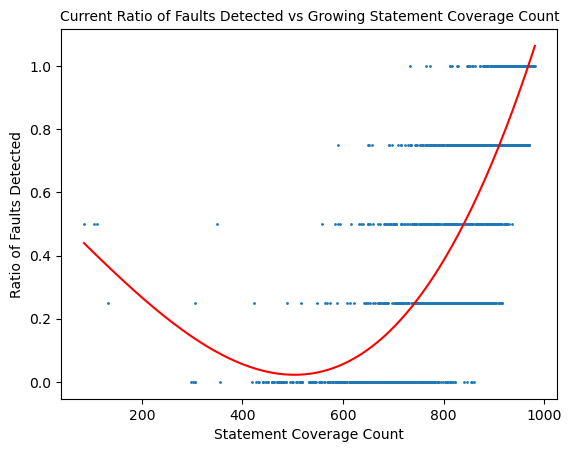 Current Ratio of Faults Detected vs Growing Statement Coverage Count
1.0
0.8
0.6
0.4
0.2
0.0
Ratio of Faults Detected
200 400 600 800 1000
Statement Coverage Count